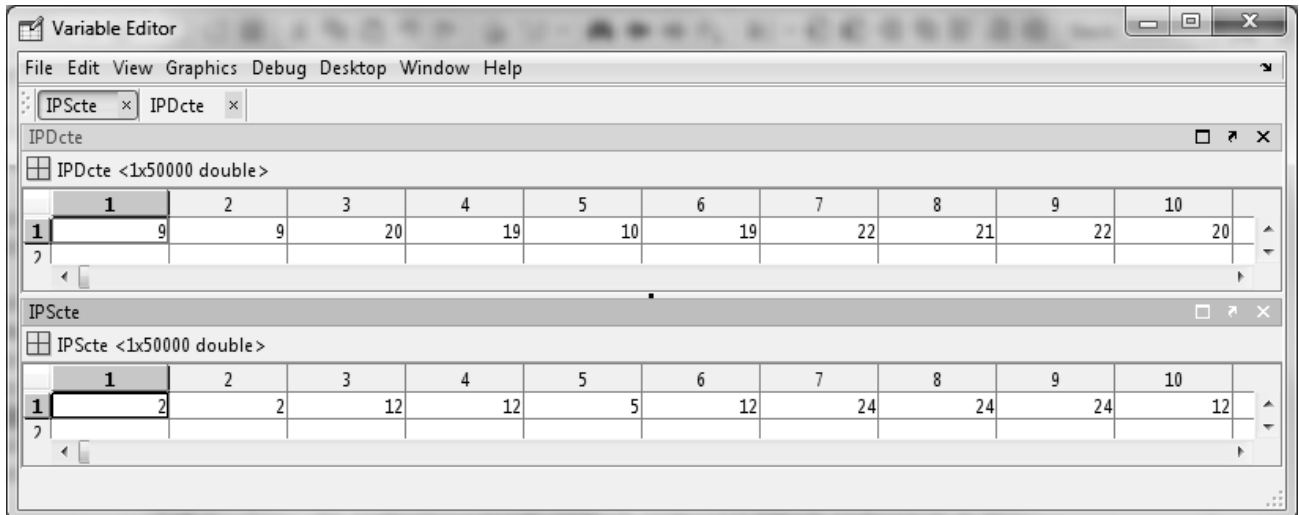 Variable Editor
File Edit View Graphics Debug Desktop Window Help
IPScte × IPDcte ×
IPDcte
IPDcte <1x50000 double>
1 2 3 4 5 6 7 8 9 10
1 9 9 20 19 10 19 22 21 22 20
2
IPScte
IPScte <1x50000 double>
1 2 3 4 5 6 7 8 9 10
1 2 2 12 12 5 12 24 24 24 12
2